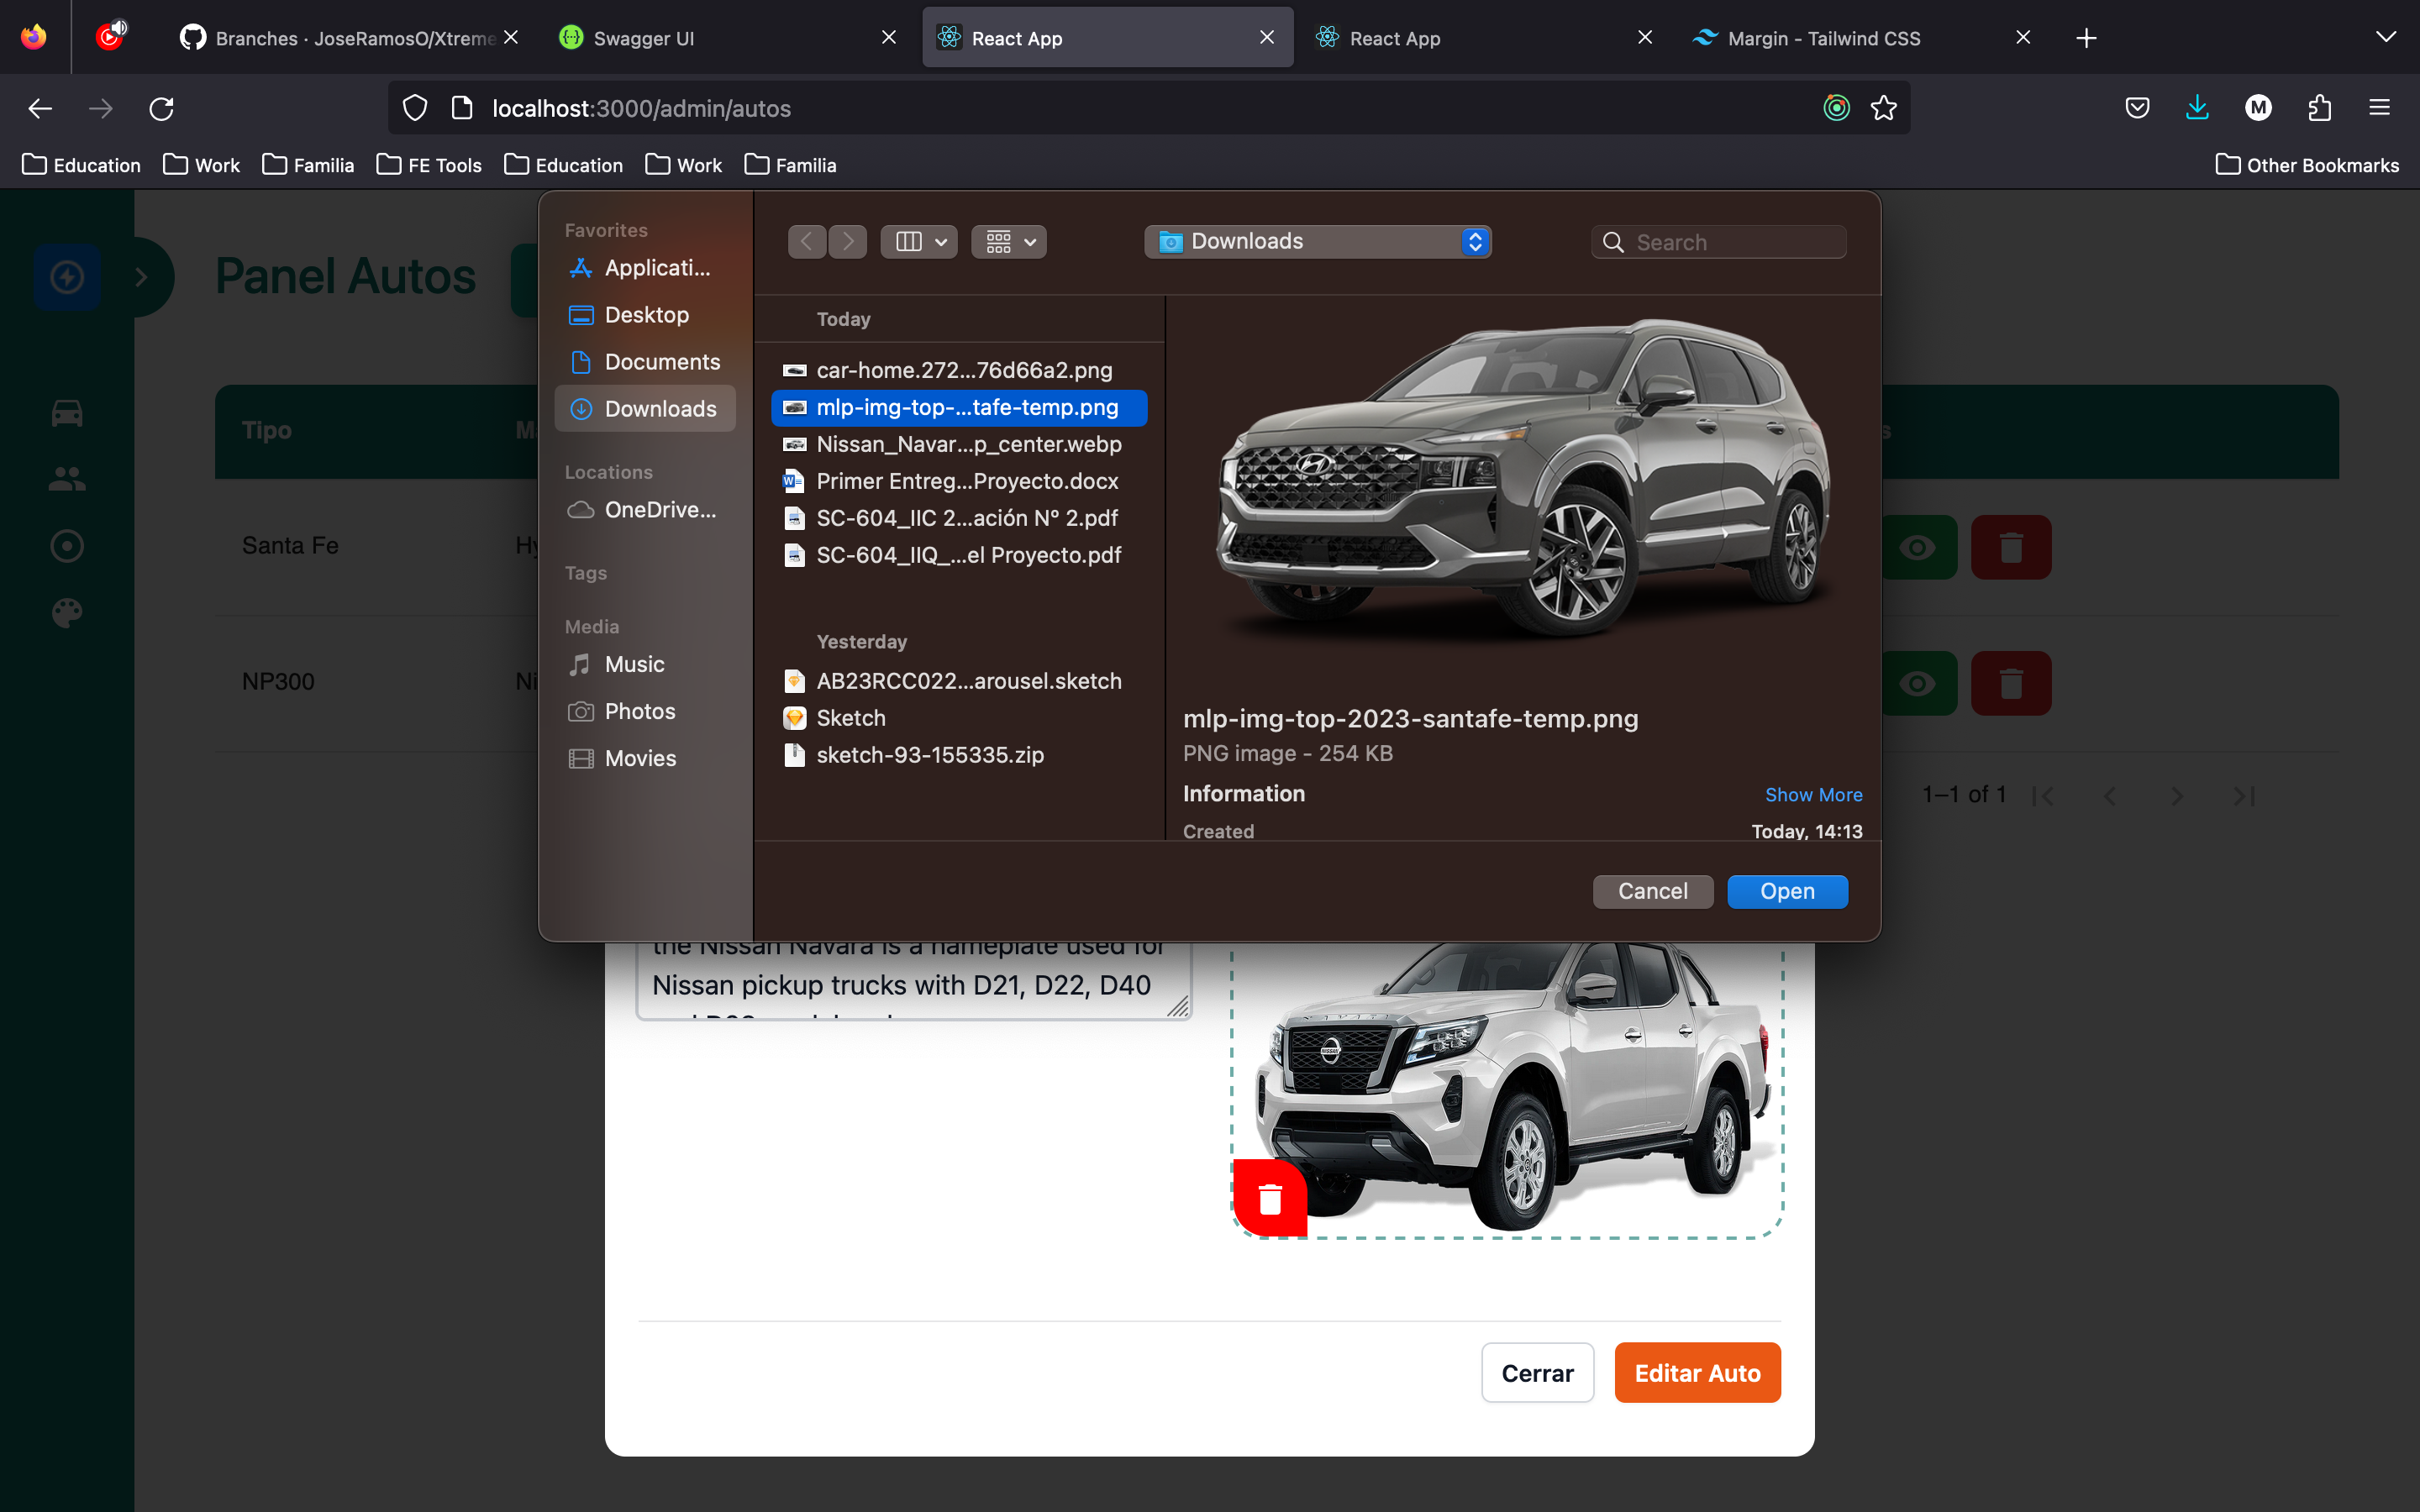 Branches · JoseRamosO/Xtreme
Swagger UI
React App
React App
Margin - Tailwind CSS
localhost:3000/admin/autos
M
Education
Work
Familia
FE Tools
Education
Work
Familia
Other Bookmarks
Panel Autos
Tipo
Ma
s
Santa Fe
Hy
NP300
Ni
1–1 of 1
Favorites
Applicati...
Desktop
Documents
Downloads
Locations
OneDrive...
Tags
Media
Music
Photos
Movies
Downloads
Search
Today
car-home.272...76d66a2.png
mlp-img-top-...tafe-temp.png
Nissan_Navar...p_center.webp
Primer Entreg...Proyecto.docx
SC-604_IIC 2...ación Nº 2.pdf
SC-604_IIQ_...el Proyecto.pdf
Yesterday
AB23RCC022...arousel.sketch
Sketch
sketch-93-155335.zip
mlp-img-top-2023-santafe-temp.png
PNG image - 254 KB
Information
Show More
Created
Today, 14:13
Cancel
Open
the Nissan Navara is a nameplate used for
Nissan pickup trucks with D21, D22, D40
NISSAN
Cerrar
Editar Auto